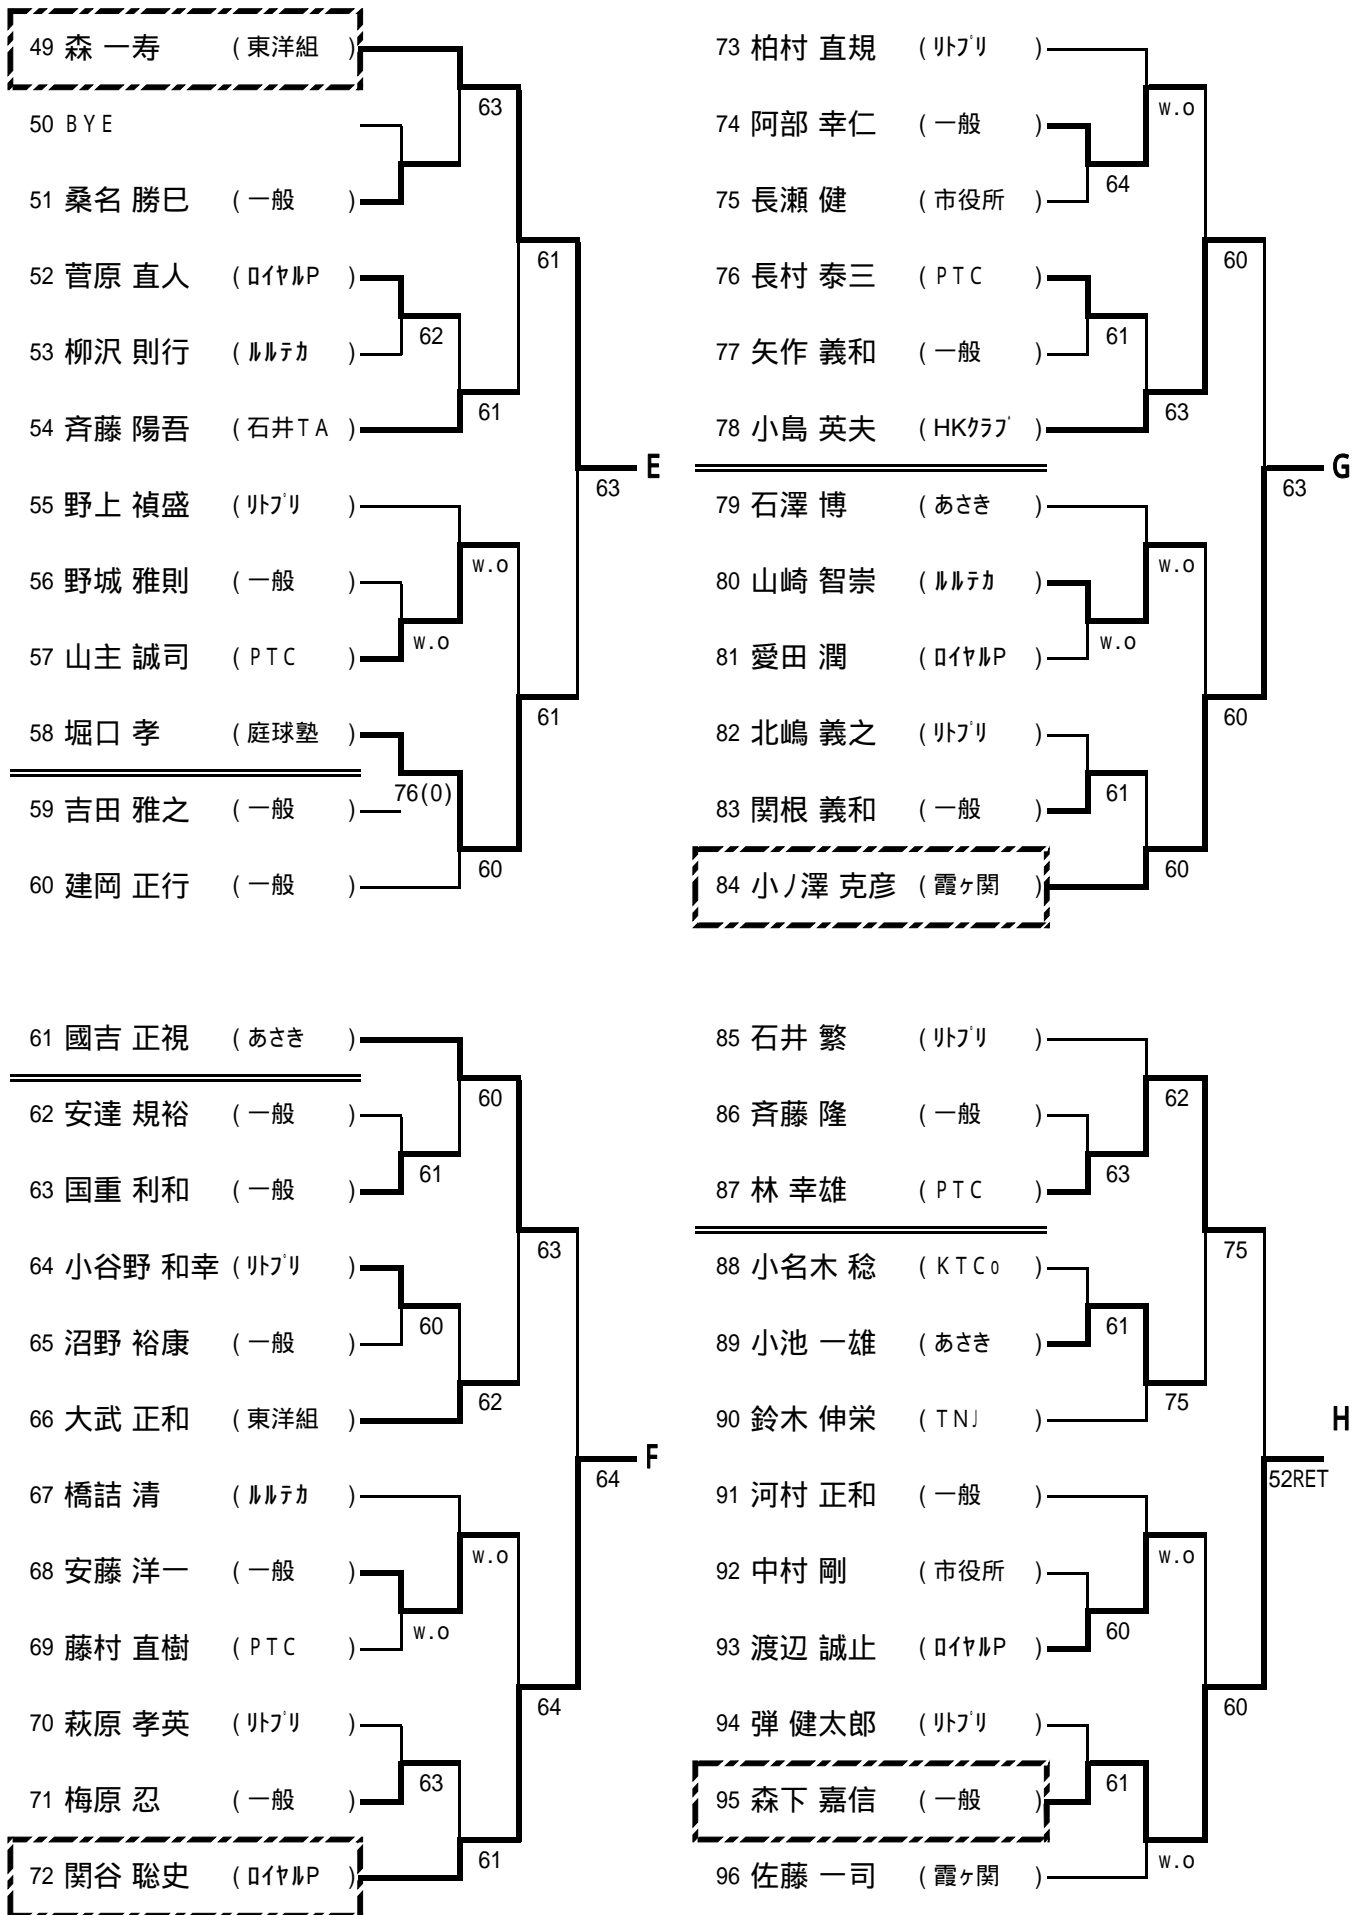 49 森 一寿 ( 東洋組 )
63
50 BYE
51 桑名 勝巳 ( 一般 )
61
52 菅原 直人 ( ﾛｲﾔﾙP )
62
53 柳沢 則行 ( ﾙﾙﾃｶ )
61
54 斉藤 陽吾 ( 石井TA )
63 E
55 野上 禎盛 ( ﾘﾄﾌﾟﾘ )
w.o
56 野城 雅則 ( 一般 )
w.o
57 山主 誠司 ( PTC )
61
58 堀口 孝 ( 庭球塾 )
76(0)
59 吉田 雅之 ( 一般 )
60
60 建岡 正行 ( 一般 )
61 國吉 正視 ( あさき )
60
62 安達 規裕 ( 一般 )
61
63 国重 利和 ( 一般 )
63
64 小谷野 和幸 ( ﾘﾄﾌﾟﾘ )
60
65 沼野 裕康 ( 一般 )
62
66 大武 正和 ( 東洋組 )
64 F
67 橋詰 清 ( ﾙﾙﾃｶ )
w.o
68 安藤 洋一 ( 一般 )
w.o
69 藤村 直樹 ( PTC )
64
70 萩原 孝英 ( ﾘﾄﾌﾟﾘ )
63
71 梅原 忍 ( 一般 )
61
72 関谷 聡史 ( ﾛｲﾔﾙP )
73 柏村 直規 ( ﾘﾄﾌﾟﾘ )
w.o
74 阿部 幸仁 ( 一般 )
64
75 長瀬 健 ( 市役所 )
60
76 長村 泰三 ( PTC )
61
77 矢作 義和 ( 一般 )
63
78 小島 英夫 ( HKｸﾗﾌﾞ )
63 G
79 石澤 博 ( あさき )
w.o
80 山崎 智崇 ( ﾙﾙﾃｶ )
w.o
81 愛田 潤 ( ﾛｲﾔﾙP )
60
82 北嶋 義之 ( ﾘﾄﾌﾟﾘ )
61
83 関根 義和 ( 一般 )
60
84 小ノ澤 克彦 ( 霞ヶ関 )
85 石井 繁 ( ﾘﾄﾌﾟﾘ )
62
86 斉藤 隆 ( 一般 )
63
87 林 幸雄 ( PTC )
75
88 小名木 稔 ( KTCo )
61
89 小池 一雄 ( あさき )
75
90 鈴木 伸栄 ( TNJ )
H
52RET
91 河村 正和 ( 一般 )
w.o
92 中村 剛 ( 市役所 )
60
93 渡辺 誠止 ( ﾛｲﾔﾙP )
60
94 弾 健太郎 ( ﾘﾄﾌﾟﾘ )
61
95 森下 嘉信 ( 一般 )
w.o
96 佐藤 一司 ( 霞ヶ関 )